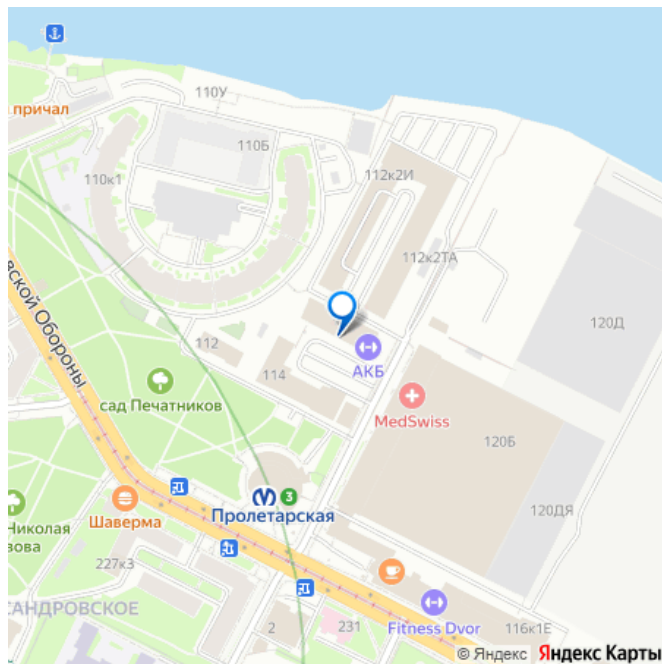 й причал
110У
110Б
110к1
112к2И
112к2ТА
вской Обороны
120Д
112
АКБ
114
сад Печатников
MedSwiss
120Б
120ДЯ
3
Пролетарская
Шаверма
Николая
вова
227к3
САНДРОВСКОЕ
2
231
Fitness Dvor
116к1Е
© Яндекс Яндекс Карты